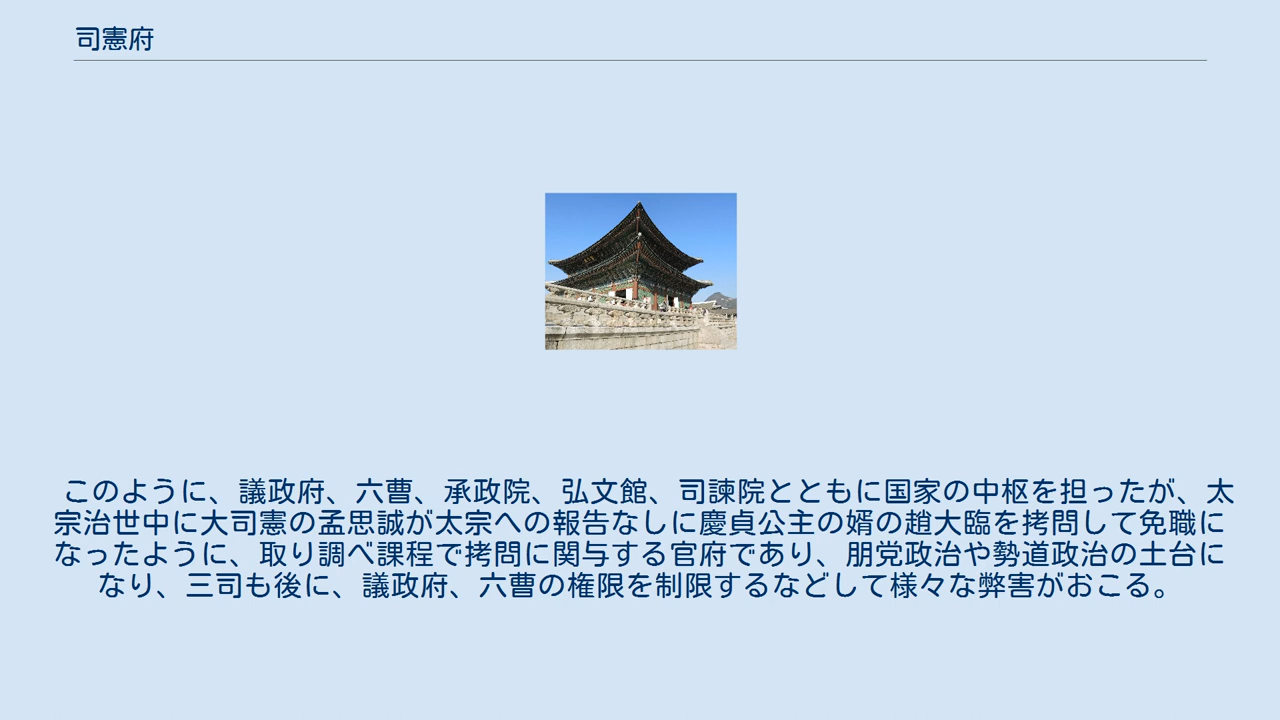 司憲府
このように、議政府、六曹、承政院、弘文館、司諫院とともに国家の中枢を担ったが、太
宗治世中に大司憲の孟思誠が太宗への報告なしに慶貞公主の婿の趙大臨を拷問して免職に
なったように、取り調べ課程で拷問に関与する官府であり、朋党政治や勢道政治の土台に
なり、三司も後に、議政府、六曹の権限を制限するなどして様々な弊害がおこる。